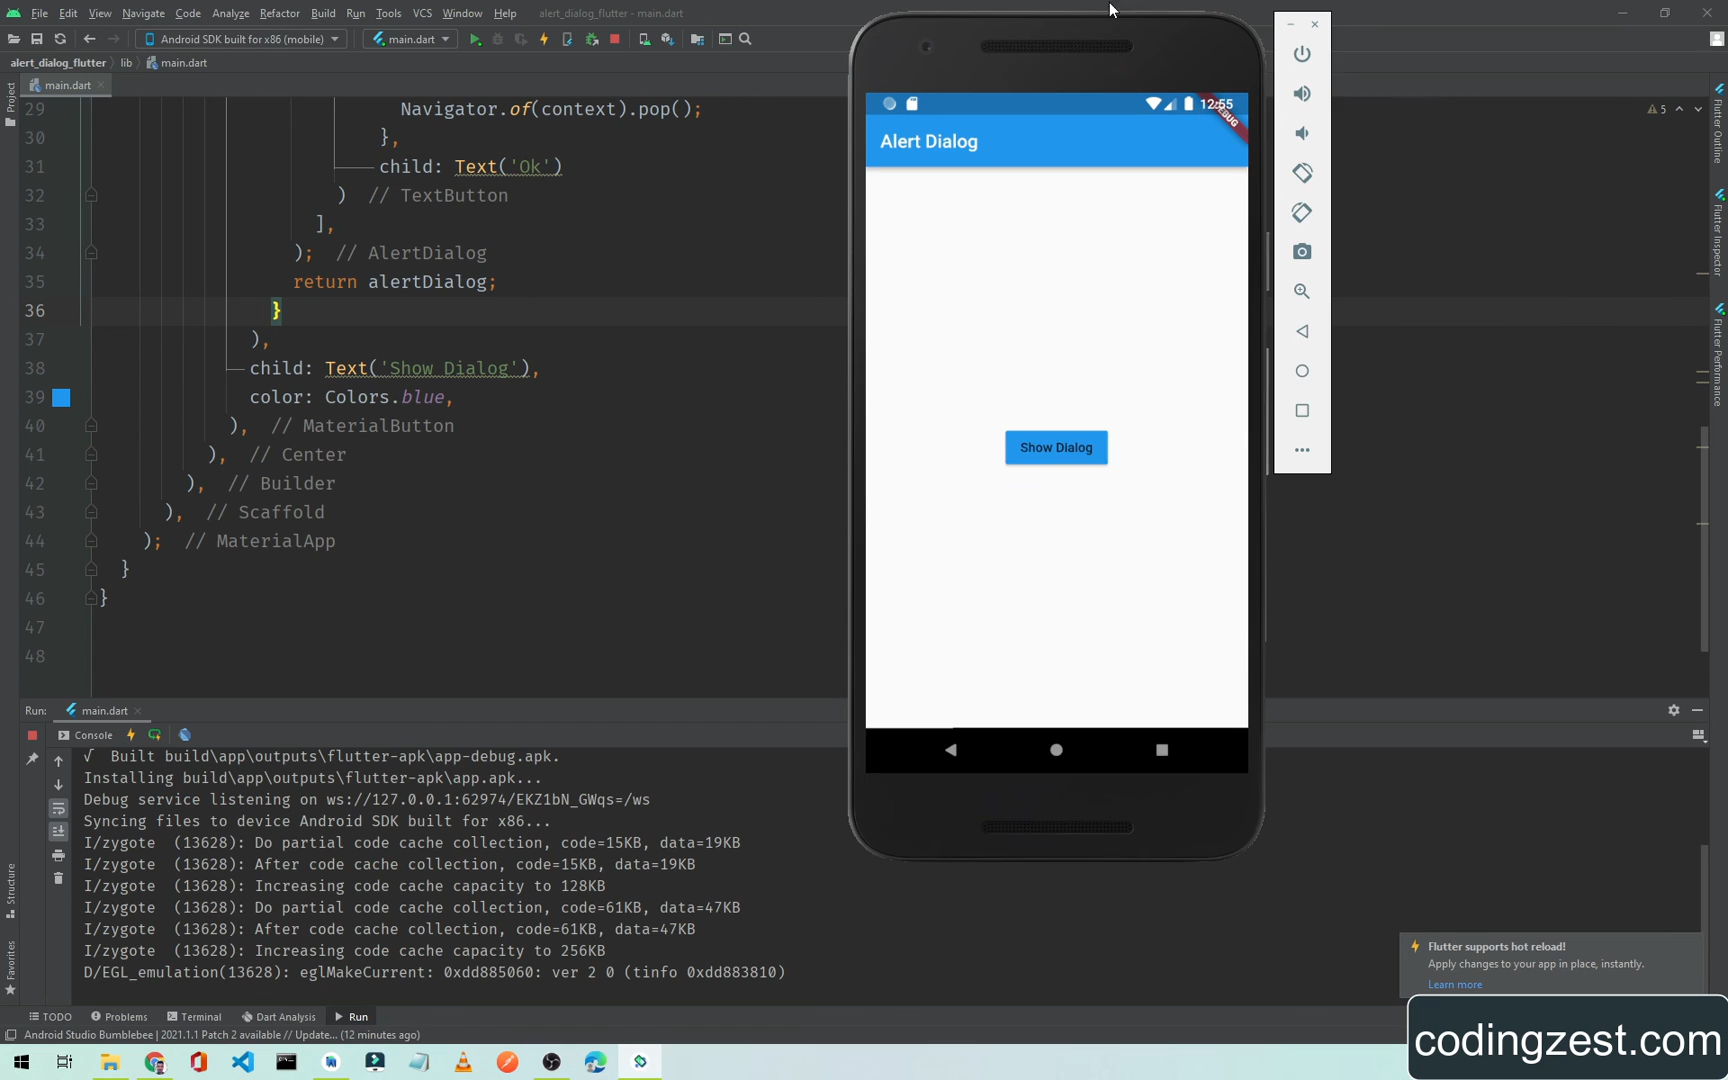 File Edit View Navigate Code Analyze Refactor Build Run Tools VCS Window Help alert_dialog_flutter - main.dart
Android SDK built for x86 (mobile) main.dart
alert_dialog_flutter lib main.dart
main.dart
Project
29 Navigator.of(context).pop();
30 },
31 child: Text('Ok')
32 ) // TextButton
33 ],
34 ); // AlertDialog
35 return alertDialog;
36 }
37 ),
38 child: Text('Show Dialog'),
39 color: Colors.blue,
40 ), // MaterialButton
41 ), // Center
42 ), // Builder
43 ), // Scaffold
44 ); // MaterialApp
45 }
46 }
47
48
12:55
DEBUG
Alert Dialog
Show Dialog
5
Flutter Outline
Flutter Inspector
Flutter Performance
Run: main.dart
Console
√ Built build\app\outputs\flutter-apk\app-debug.apk.
Installing build\app\outputs\flutter-apk\app.apk...
Debug service listening on ws://127.0.0.1:62974/EKZ1bN_GWqs=/ws
Syncing files to device Android SDK built for x86...
I/zygote (13628): Do partial code cache collection, code=15KB, data=19KB
I/zygote (13628): After code cache collection, code=15KB, data=19KB
I/zygote (13628): Increasing code cache capacity to 128KB
I/zygote (13628): Do partial code cache collection, code=61KB, data=47KB
I/zygote (13628): After code cache collection, code=61KB, data=47KB
I/zygote (13628): Increasing code cache capacity to 256KB
D/EGL_emulation(13628): eglMakeCurrent: 0xdd885060: ver 2 0 (tinfo 0xdd883810)
Structure
Favorites
Flutter supports hot reload!
Apply changes to your app in place, instantly.
Learn more
TODO Problems Terminal Dart Analysis Run
Android Studio Bumblebee | 2021.1.1 Patch 2 available // Update... (12 minutes ago)
codingzest.com